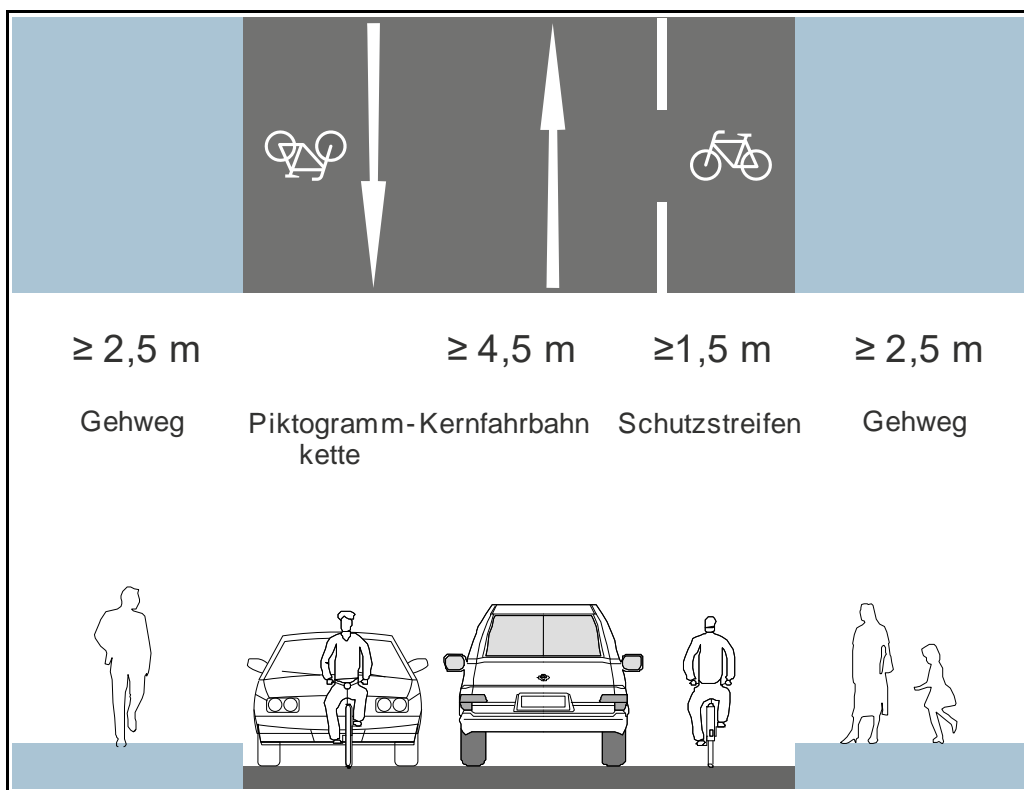 ≥ 2,5 m ≥ 4,5 m ≥1,5 m ≥ 2,5 m
Gehweg Piktogramm- Kernfahrbahn Schutzstreifen Gehweg
kette